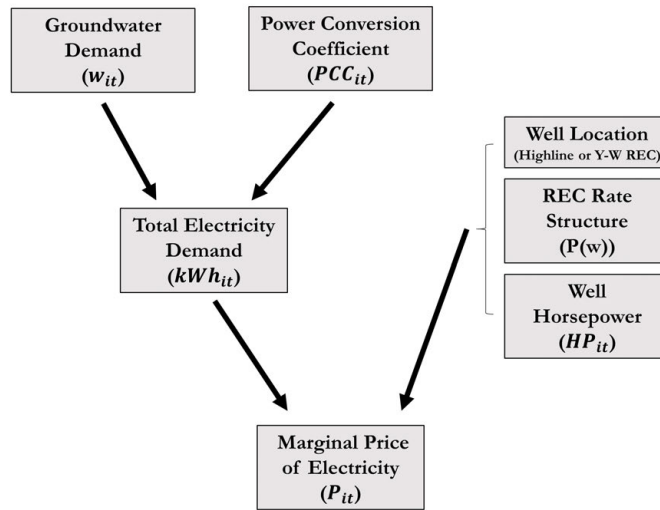 Groundwater
Demand
(w_it)
Power Conversion
Coefficient
(PCC_it)
Well Location
(Highline or Y-W REC)
REC Rate
Structure
(P(w))
Total Electricity
Demand
(kWh_it)
Well
Horsepower
(HP_it)
Marginal Price
of Electricity
(P_it)